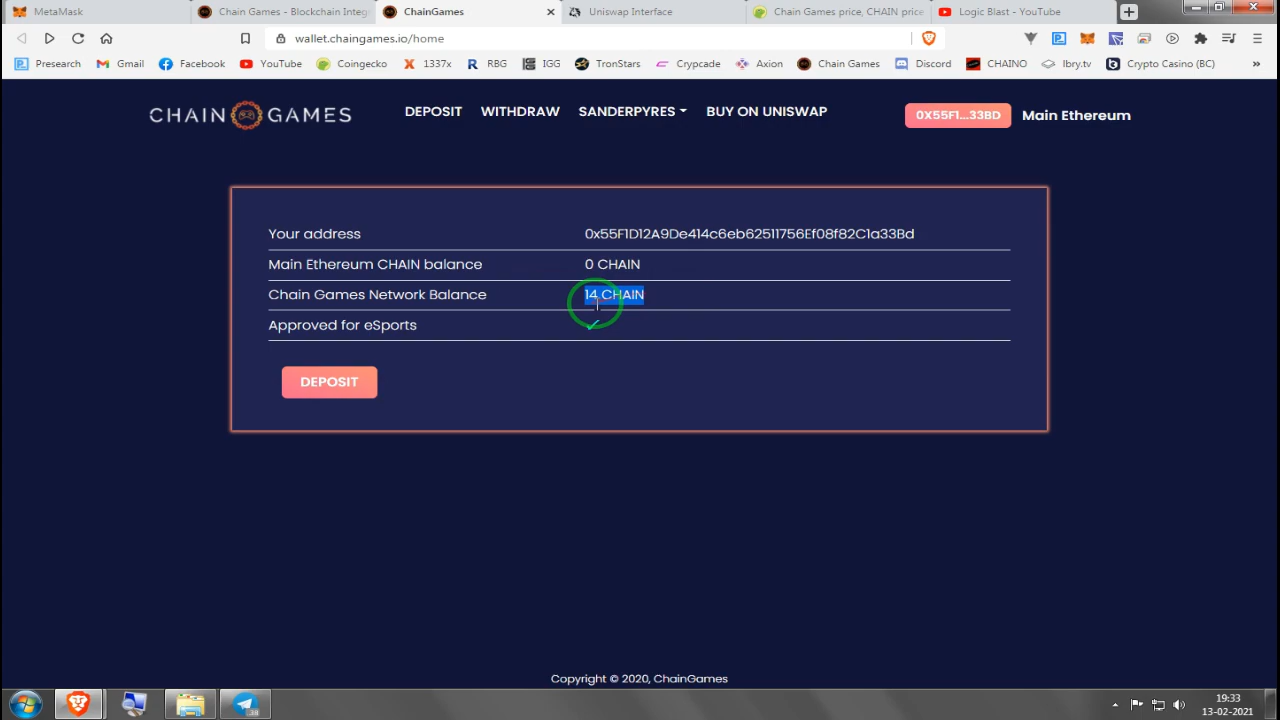 MetaMask
Chain Games - Blockchain Integ
ChainGames
Uniswap Interface
Chain Games price, CHAIN price
Logic Blast - YouTube
wallet.chaingames.io/home
Presearch
Gmail
Facebook
YouTube
Coingecko
1337x
RBG
IGG
TronStars
Crypcade
Axion
Chain Games
Discord
CHAINO
lbry.tv
Crypto Casino (BC)
CHAIN GAMES
DEPOSIT
WITHDRAW
SANDERPYRES
BUY ON UNISWAP
0X55F1...33BD
Main Ethereum
Your address 0x55F1D12A9De414c6eb62511756Ef08f82C1a33Bd
Main Ethereum CHAIN balance 0 CHAIN
Chain Games Network Balance 14 CHAIN
Approved for eSports
DEPOSIT
Copyright © 2020, ChainGames
19:33
13-02-2021